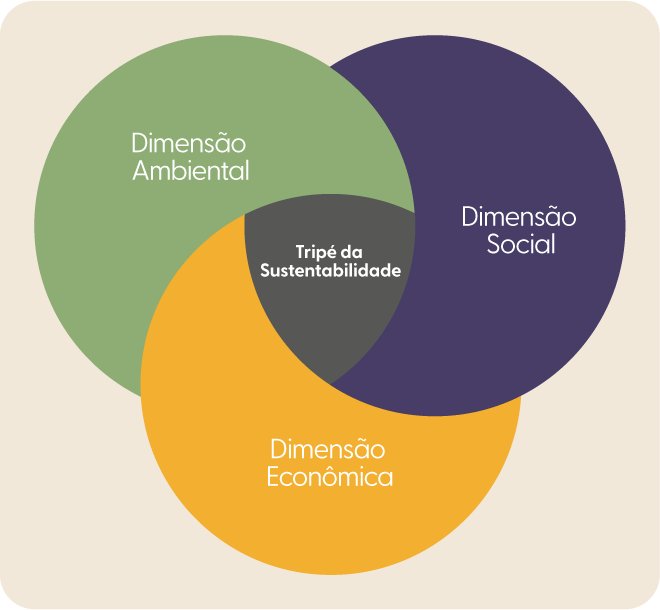 Dimensão
Ambiental
Dimensão
Social
Tripé da
Sustentabilidade
Dimensão
Econômica